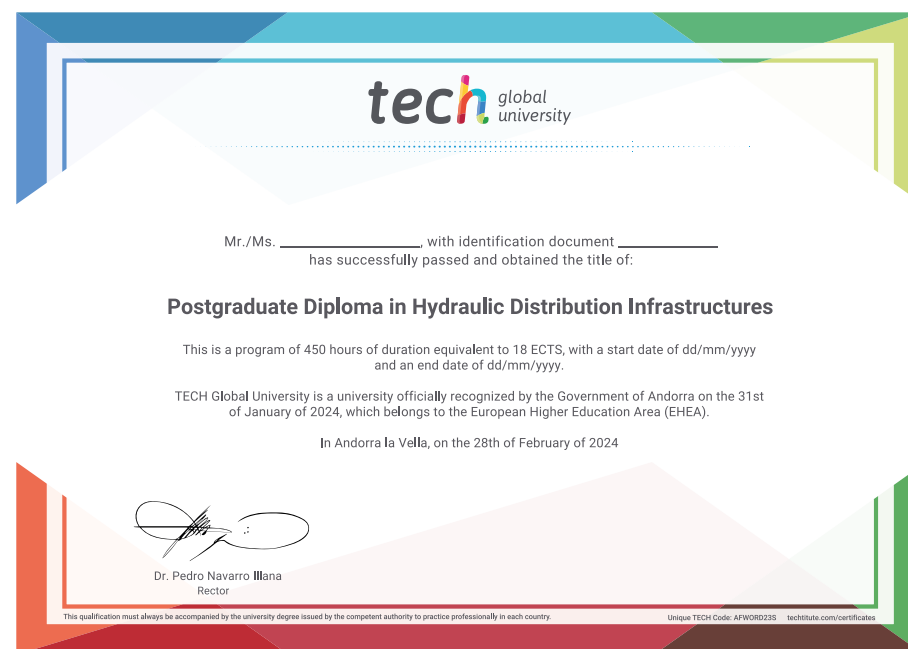 tech global university
Mr./Ms. ____________________, with identification document ______________
has successfully passed and obtained the title of:
Postgraduate Diploma in Hydraulic Distribution Infrastructures
This is a program of 450 hours of duration equivalent to 18 ECTS, with a start date of dd/mm/yyyy
and an end date of dd/mm/yyyy.
TECH Global University is a university officially recognized by the Government of Andorra on the 31st
of January of 2024, which belongs to the European Higher Education Area (EHEA).
In Andorra la Vella, on the 28th of February of 2024
Dr. Pedro Navarro Illana
Rector
This qualification must always be accompanied by the university degree issued by the competent authority to practice professionally in each country.
Unique TECH Code: AFWORD23S techtitute.com/certificates